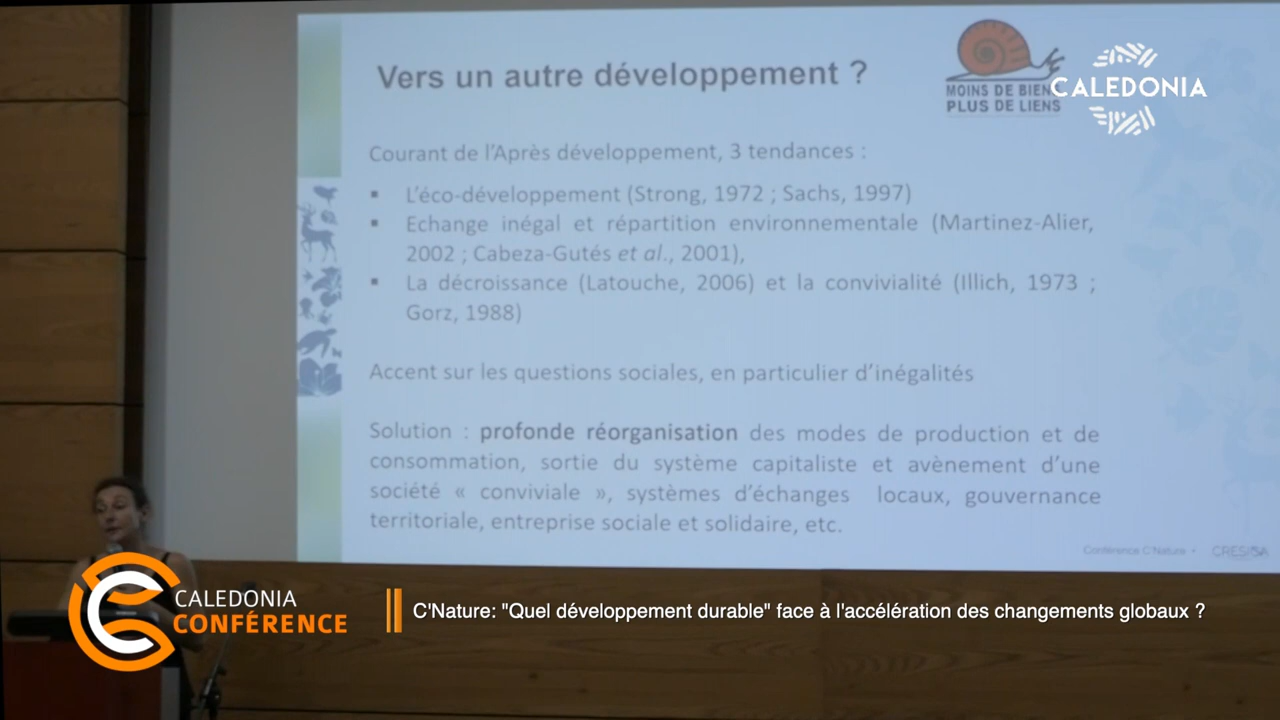 Vers un autre développement ?
MOINS DE BIENS
PLUS DE LIENS
CALEDONIA
Courant de l'Après développement, 3 tendances :
▪ L'éco-développement (Strong, 1972 ; Sachs, 1997)
▪ Echange inégal et répartition environnementale (Martinez-Alier,
2002 ; Cabeza-Gutés et al., 2001),
▪ La décroissance (Latouche, 2006) et la convivialité (Illich, 1973 ;
Gorz, 1988)
Accent sur les questions sociales, en particulier d'inégalités
Solution : profonde réorganisation des modes de production et de
consommation, sortie du système capitaliste et avènement d'une
société « conviviale », systèmes d'échanges locaux, gouvernance
territoriale, entreprise sociale et solidaire, etc.
Conférence C'Nature •
CALEDONIA
CONFÉRENCE
C'Nature: "Quel développement durable" face à l'accélération des changements globaux ?